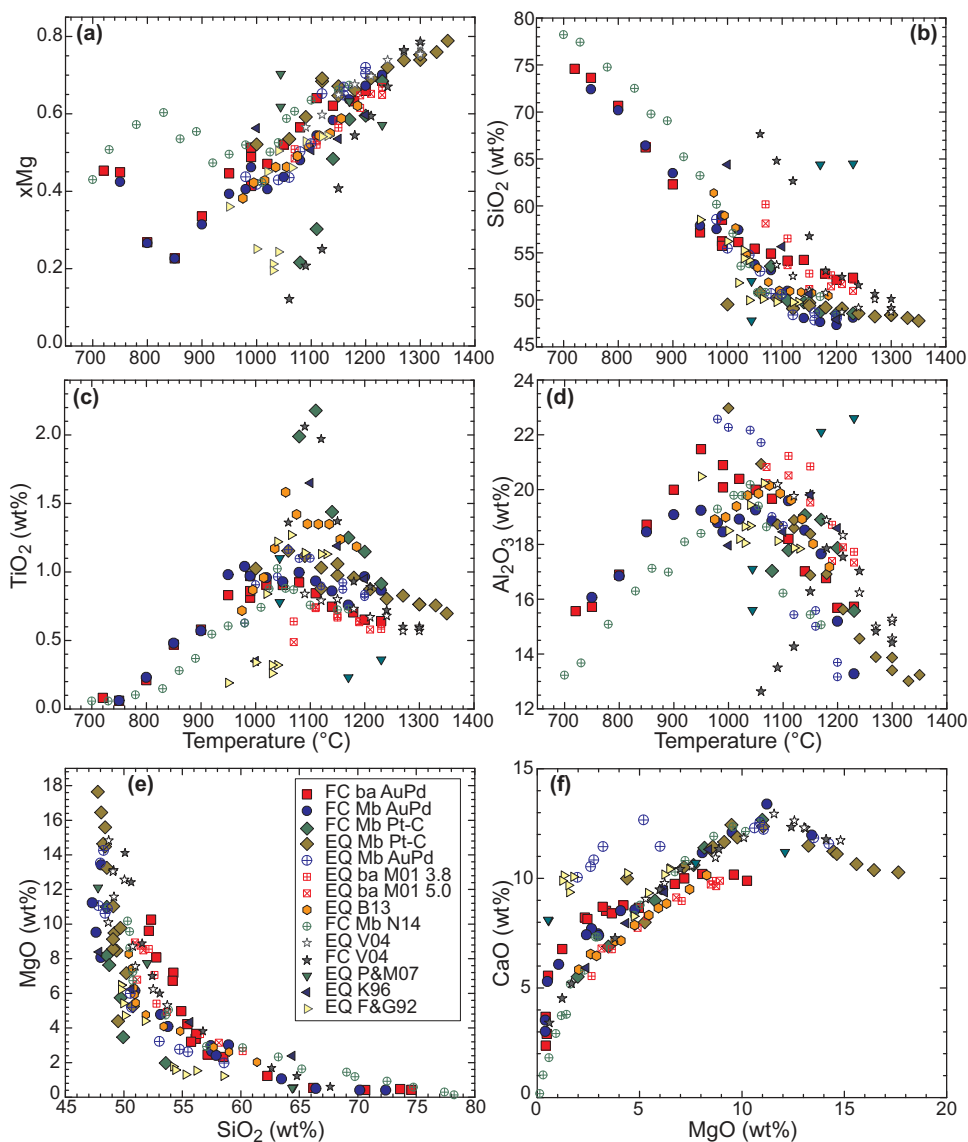 (a)
xMg
0.8
0.6
0.4
0.2
0.0
700 800 900 1000 1100 1200 1300 1400
(b)
SiO2 (wt%)
80
75
70
65
60
55
50
45
700 800 900 1000 1100 1200 1300 1400
(c)
TiO2 (wt%)
2.0
1.5
1.0
0.5
0.0
700 800 900 1000 1100 1200 1300 1400
Temperature (°C)
(d)
Al2O3 (wt%)
24
22
20
18
16
14
12
700 800 900 1000 1100 1200 1300 1400
Temperature (°C)
(e)
MgO (wt%)
18
16
14
12
10
8
6
4
2
0
45 50 55 60 65 70 75 80
SiO2 (wt%)
FC ba AuPd
FC Mb AuPd
FC Mb Pt-C
EQ Mb Pt-C
EQ Mb AuPd
EQ ba M01 3.8
EQ ba M01 5.0
EQ B13
FC Mb N14
EQ V04
FC V04
EQ P&M07
EQ K96
EQ F&G92
(f)
CaO (wt%)
15
10
5
0
0 5 10 15 20
MgO (wt%)